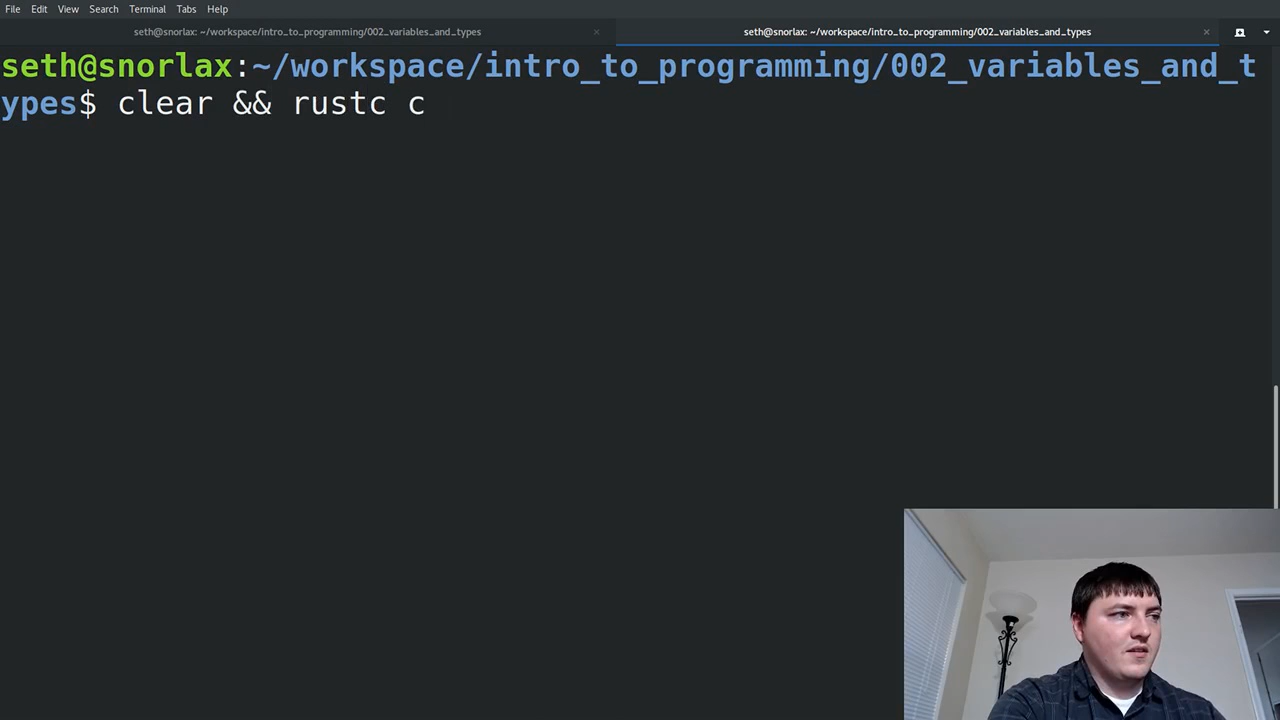 File Edit View Search Terminal Tabs Help
seth@snorlax: ~/workspace/intro_to_programming/002_variables_and_types × seth@snorlax: ~/workspace/intro_to_programming/002_variables_and_types ×
seth@snorlax:~/workspace/intro_to_programming/002_variables_and_t
ypes$ clear && rustc c